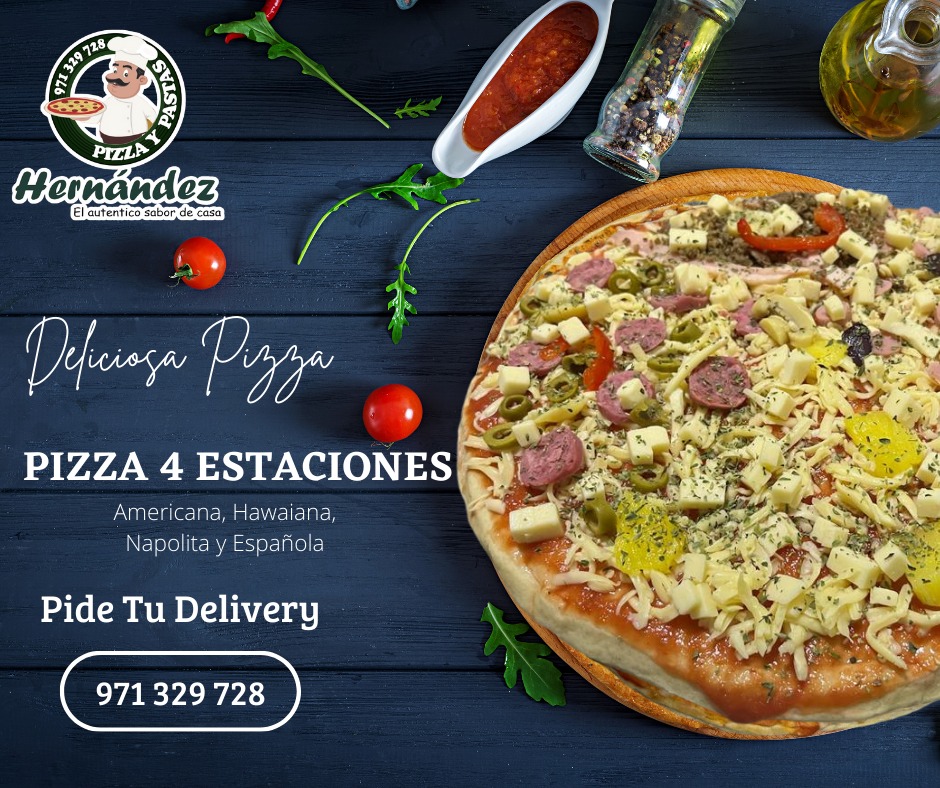 971 329 728
PIZZA Y PASTAS
Hernández
El autentico sabor de casa
Deliciosa Pizza
PIZZA 4 ESTACIONES
Americana, Hawaiana,
Napolita y Española
Pide Tu Delivery
971 329 728